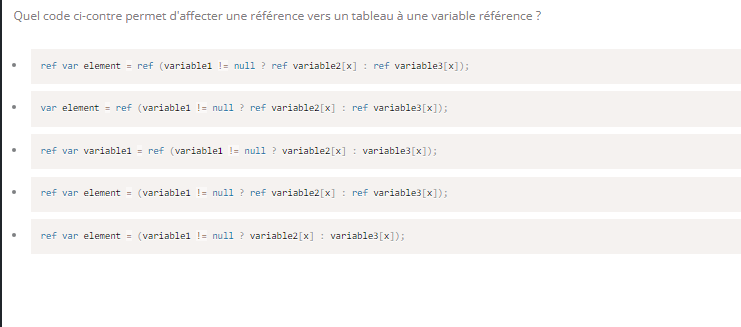 Quel code ci-contre permet d'affecter une référence vers un tableau à une variable référence ?
ref var element = ref (variable1 != null ? ref variable2[x] : ref variable3[x]);
var element = ref (variable1 != null ? ref variable2[x] : ref variable3[x]);
ref var variable1 = ref (variable1 != null ? variable2[x] : variable3[x]);
ref var element = (variable1 != null ? ref variable2[x] : ref variable3[x]);
ref var element = (variable1 != null ? variable2[x] : variable3[x]);